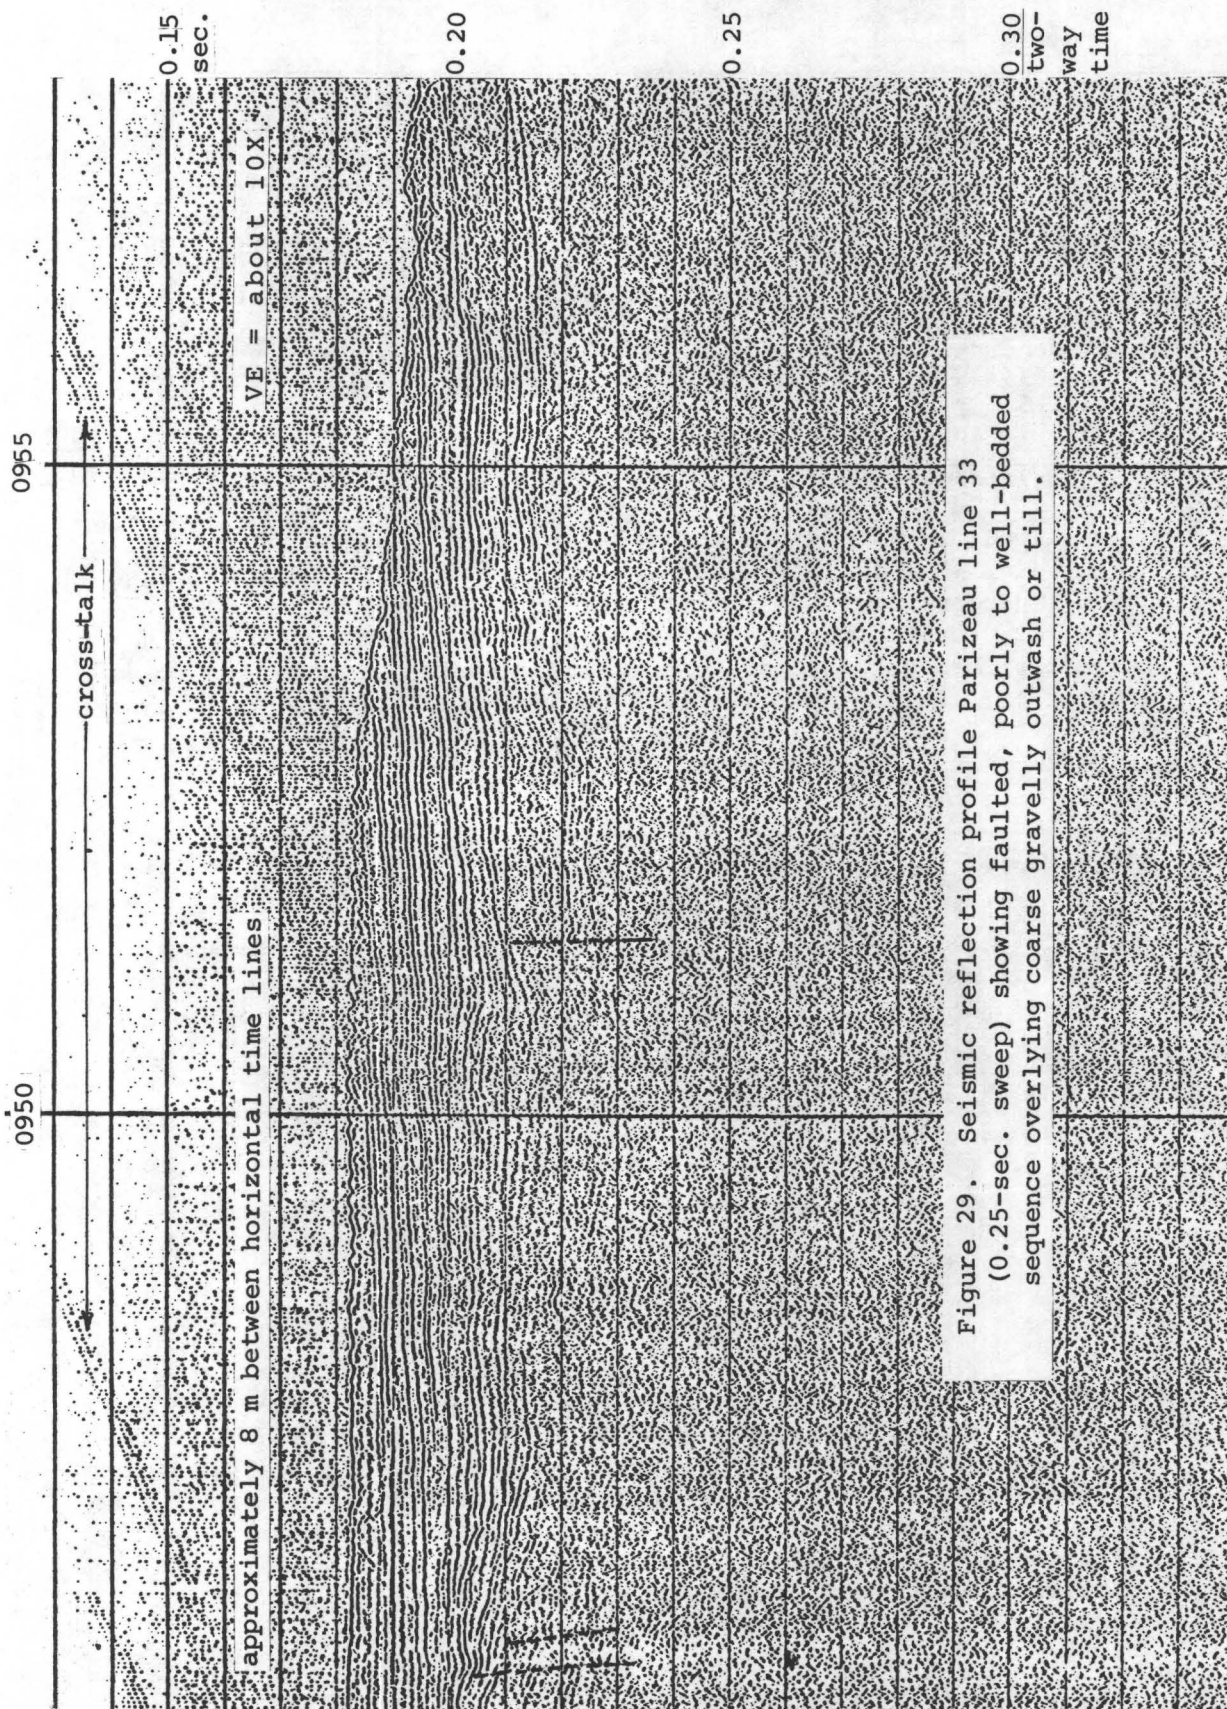 0950
0955
cross-talk
0.15
sec.
0.20
0.25
0.30
two-
way
time
approximately 8 m between horizontal time lines
VE = about 10X
Figure 29. Seismic reflection profile Parizeau line 33
(0.25-sec. sweep) showing faulted, poorly to well-bedded
sequence overlying coarse gravelly outwash or till.